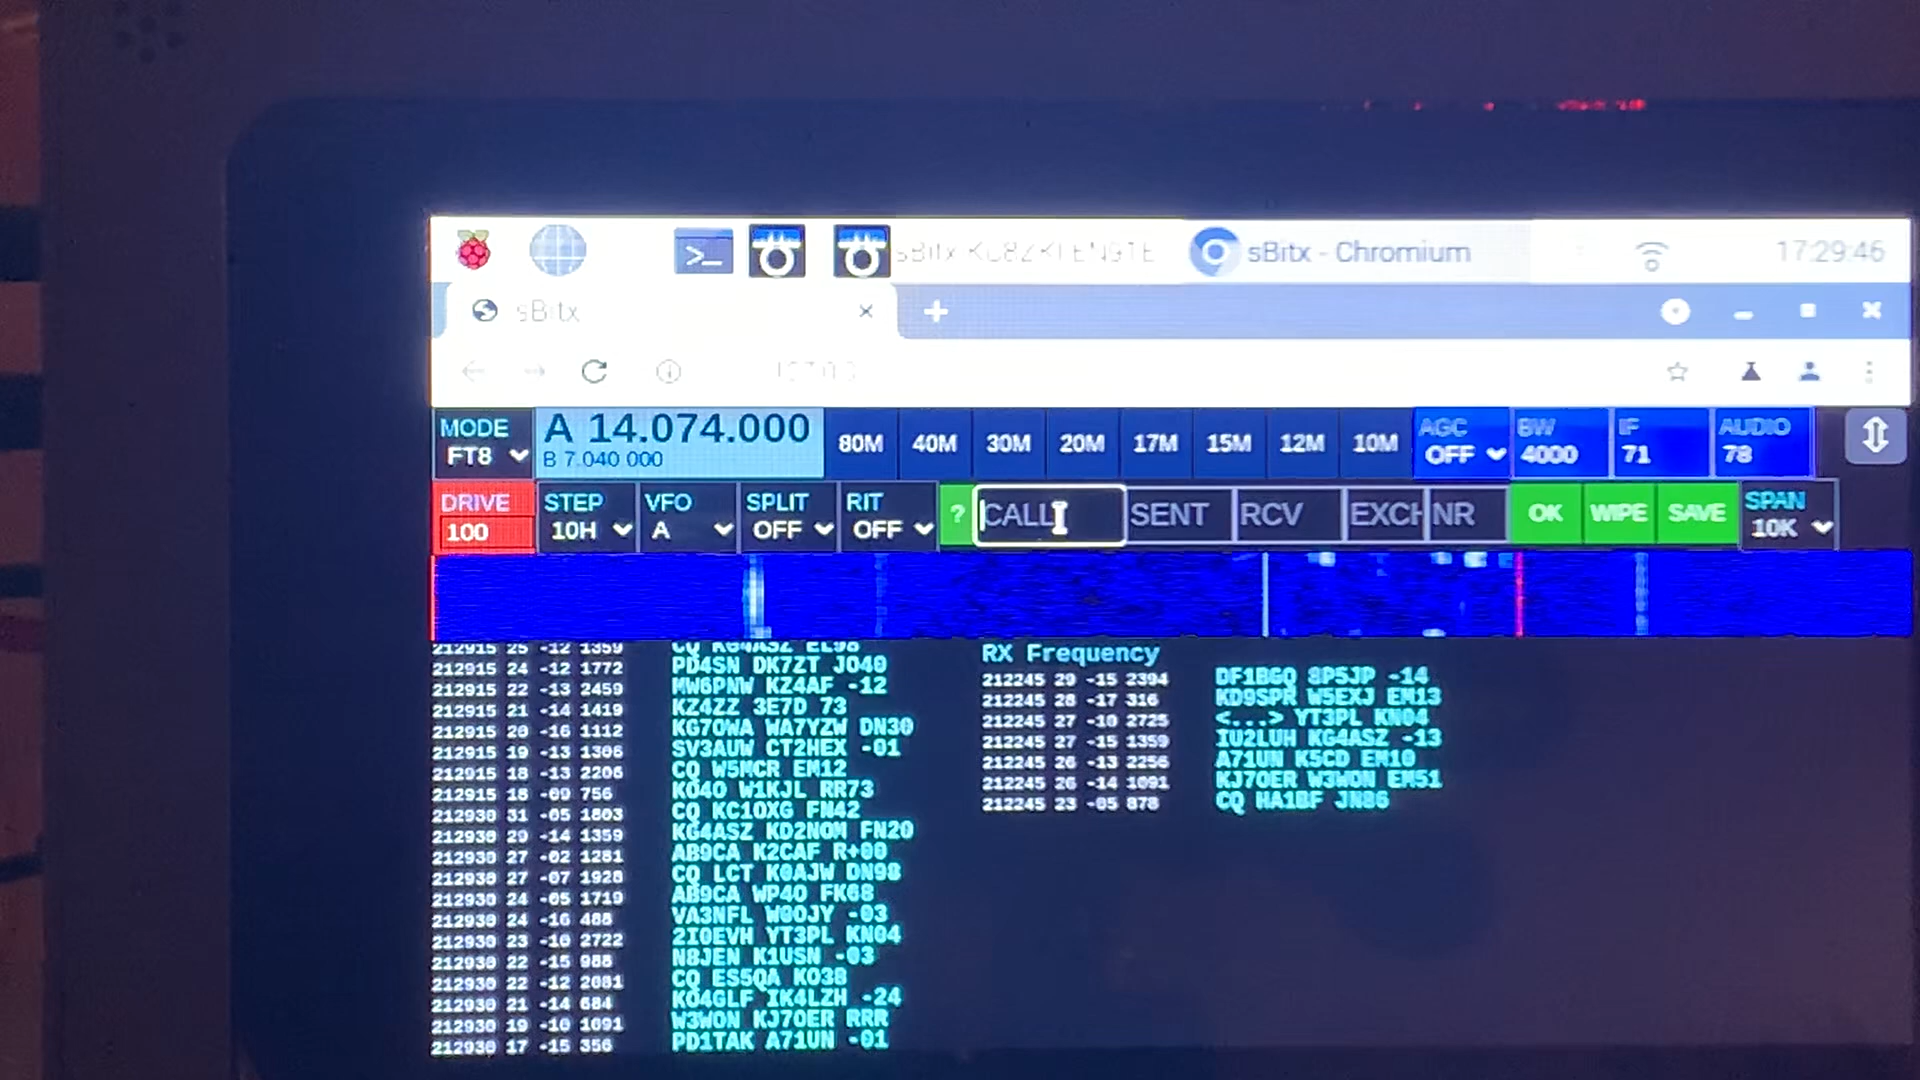 sBitx - Chromium 17:29:46
sBitx
MODE A 14.074.000 80M 40M 30M 20M 17M 15M 12M 10M AGC BW IF AUDIO
FT8 B 7.040 000 OFF 4000 71 78
DRIVE STEP VFO SPLIT RIT ? CALL SENT RCV EXCH NR OK WIPE SAVE SPAN
100 10H A OFF OFF 10K
212915 25 -12 1359 CQ KG4ASZ EL98
212915 24 -12 1772 PD4SN DK7ZT JO40
212915 22 -13 2459 MW6PNW KZ4AF -12
212915 21 -14 1419 KZ4ZZ 3E7D 73
212915 20 -16 1112 KG7OWA WA7YZW DN30
212915 19 -13 1306 SV3AUW CT2HEX -01
212915 18 -13 2206 CQ W5MCR EM12
212915 18 -09 756 KO4O W1KJL RR73
212930 31 -05 1803 CQ KC1OXG FN42
212930 29 -14 1359 KG4ASZ KD2NOM FN20
212930 27 -02 1281 AB9CA K2CAF R+00
212930 27 -07 1928 CQ LCT K0AJW DN98
212930 24 -05 1719 AB9CA WP4O FK68
212930 24 -16 488 VA3NFL W0OJY -03
212930 23 -10 2722 2I0EVH YT3PL KN04
212930 22 -15 988 N8JEN K1USN -03
212930 22 -12 2081 CQ ES5QA KO38
212930 21 -14 684 KO4GLF IK4LZH -24
212930 19 -10 1091 W3WON KJ7OER RRR
212930 17 -15 356 PD1TAK A71UN -01
RX Frequency
212245 29 -15 2394 DF1BGQ 8P5JP -14
212245 28 -17 316 KD9SPR W5EXJ EM13
212245 27 -10 2725 <...> YT3PL KN04
212245 27 -15 1359 IU2LUH KG4ASZ -13
212245 26 -13 2256 A71UN K5CD EM10
212245 26 -14 1091 KJ7OER W3WON EM51
212245 23 -05 878 CQ HA1BF JN86